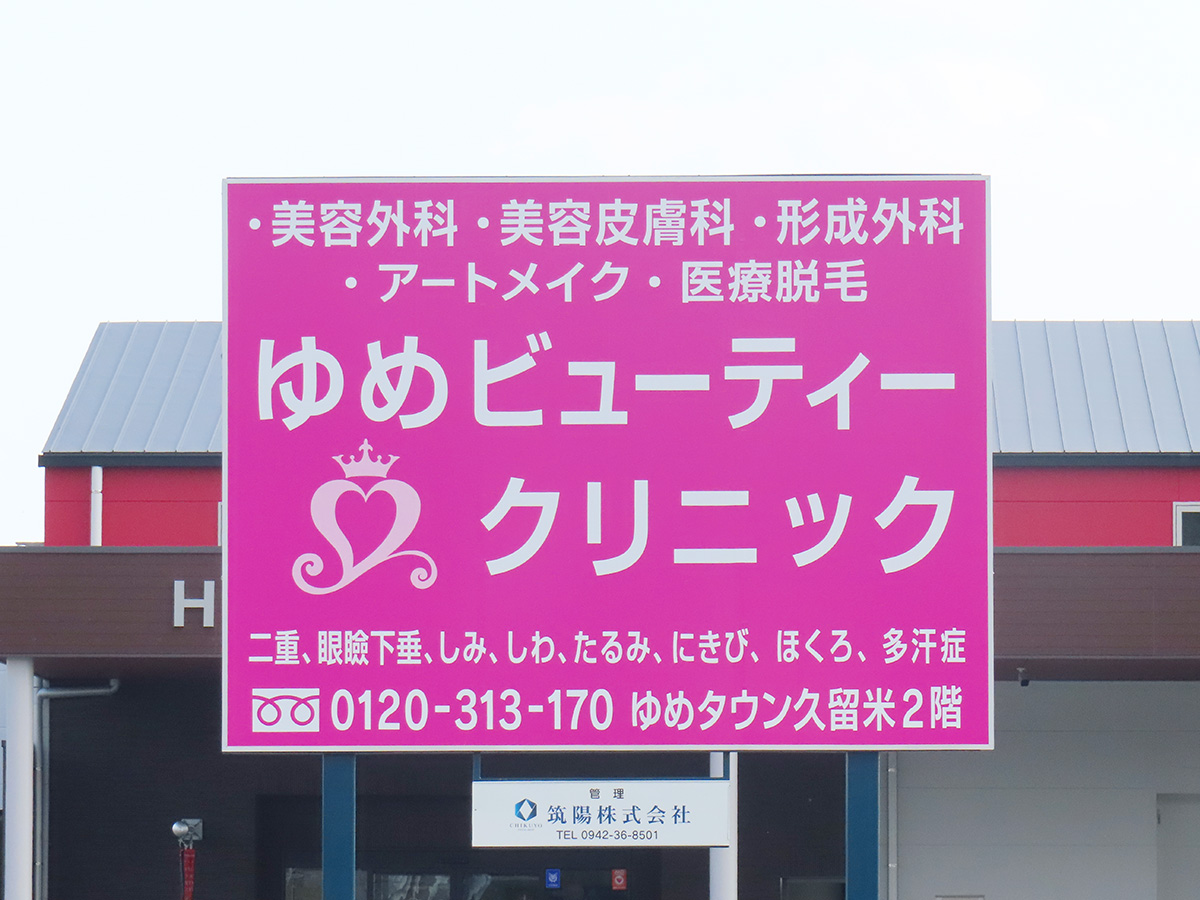 ・美容外科・美容皮膚科・形成外科
・アートメイク・医療脱毛
ゆめビューティー
クリニック
二重、眼瞼下垂、しみ、しわ、たるみ、にきび、ほくろ、多汗症
0120-313-170 ゆめタウン久留米2階
H
管理
CHIKUYO
筑陽株式会社
TEL 0942-36-8501